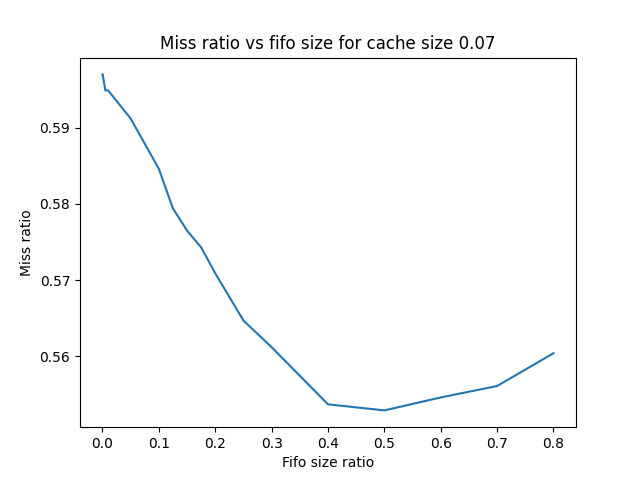 Miss ratio vs fifo size for cache size 0.07
Miss ratio
0.59
0.58
0.57
0.56
0.0 0.1 0.2 0.3 0.4 0.5 0.6 0.7 0.8
Fifo size ratio